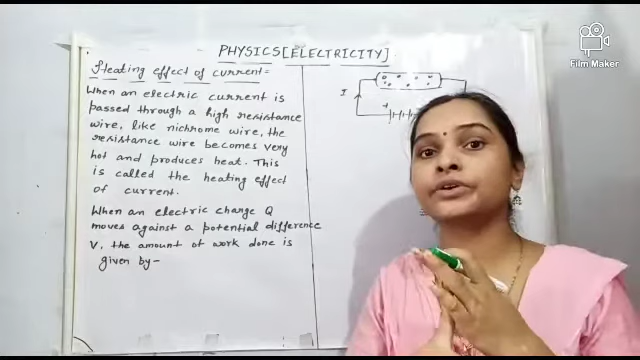 PHYSICS[ELECTRICITY]
Heating effect of current=
When an electric current is
passed through a high resistance
wire, like nichrome wire, the
resistance wire becomes very
hot and produces heat. This
is called the heating effect
of current.
When an electric charge Q
moves against a potential difference
V, the amount of work done is
given by-
I
+
Film Maker